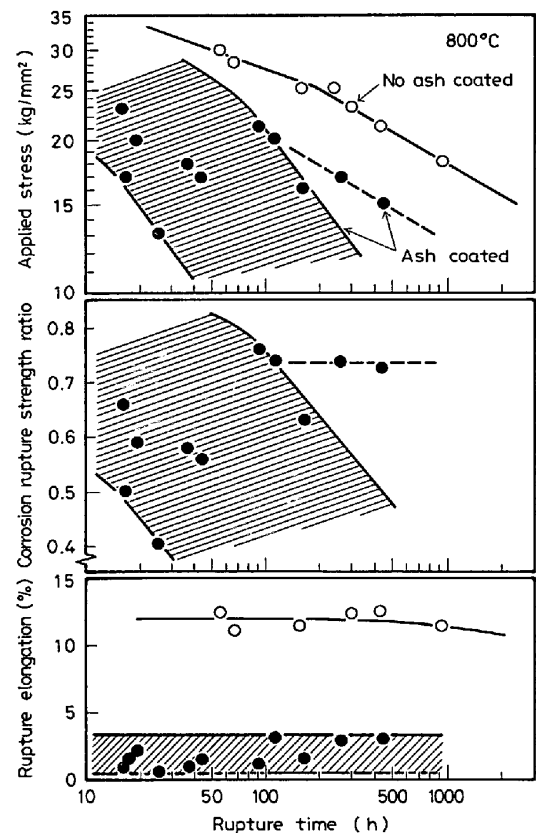 35
30
25
20
15
10
Applied stress (kg/mm²)
800°C
No ash coated
Ash coated
0.8
0.7
0.6
0.5
0.4
Corrosion rupture strength ratio
15
10
5
0
Rupture elongation (%)
10 50 100 500 1000
Rupture time (h)